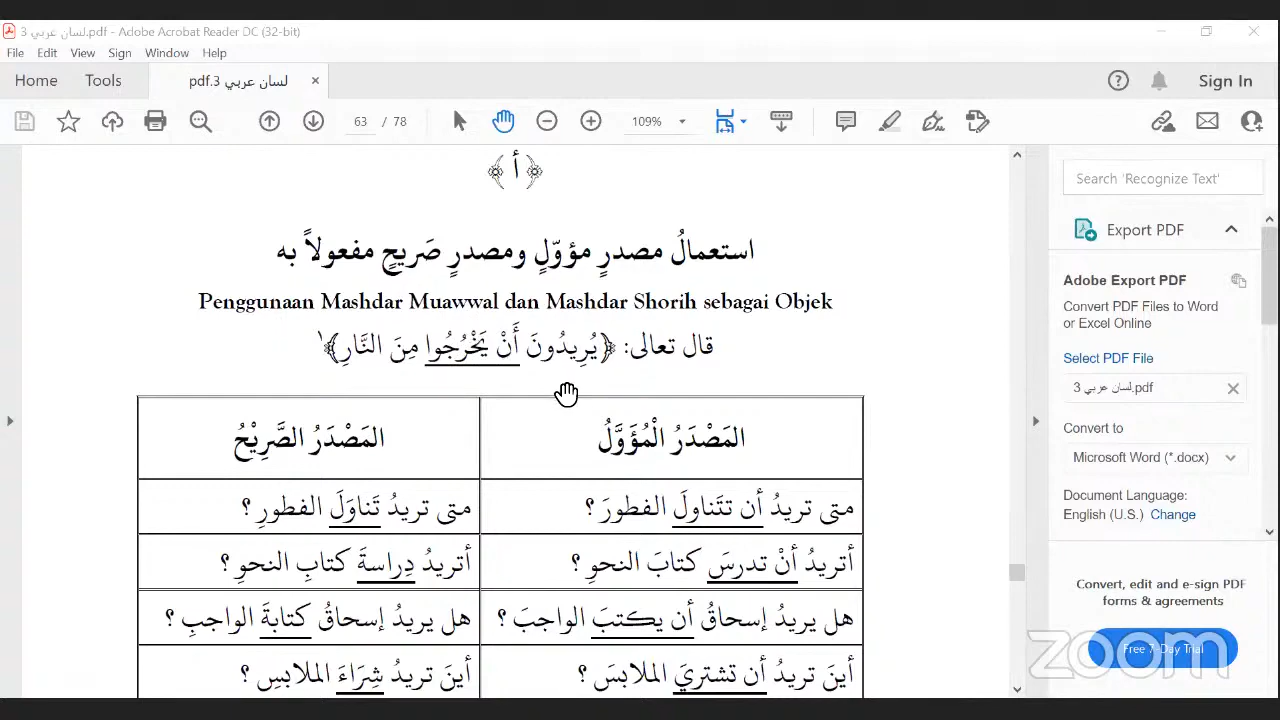 لسان عربي 3.pdf - Adobe Acrobat Reader DC (32-bit)
File Edit View Sign Window Help
Home Tools لسان عربي 3.pdf × Sign In
63 / 78 109%
﴿ أ ﴾
استعمالُ مصدرٍ مؤوّلٍ ومصدرٍ صَريحٍ مفعولاً به
Penggunaan Mashdar Muawwal dan Mashdar Shorih sebagai Objek
قال تعالى: ﴿يُرِيدُونَ أَنْ يَخْرُجُوا مِنَ النَّارِ﴾١
المَصْدَرُ الْمُؤَوَّلُ المَصْدَرُ الصَّرِيْحُ
متى تريدُ أن تتَناولَ الفطورَ ؟ متى تريدُ تَناوَلَ الفطورِ ؟
أتريدُ أنْ تدرسَ كتابَ النحوِ ؟ أتريدُ دِراسةَ كتابِ النحوِ ؟
هل يريدُ إسحاقُ أن يكتبَ الواجبَ ؟ هل يريدُ إسحاقُ كتابةَ الواجبِ ؟
أينَ تريدُ أن تشتريَ الملابسَ ؟ أينَ تريدُ شِرَاءَ الملابسِ ؟
Search 'Recognize Text'
Export PDF
Adobe Export PDF
Convert PDF Files to Word
or Excel Online
Select PDF File
لسان عربي 3.pdf
Convert to
Microsoft Word (*.docx)
Document Language:
English (U.S.) Change
Convert, edit and e-sign PDF
forms & agreements
Free 7-Day Trial
zoom